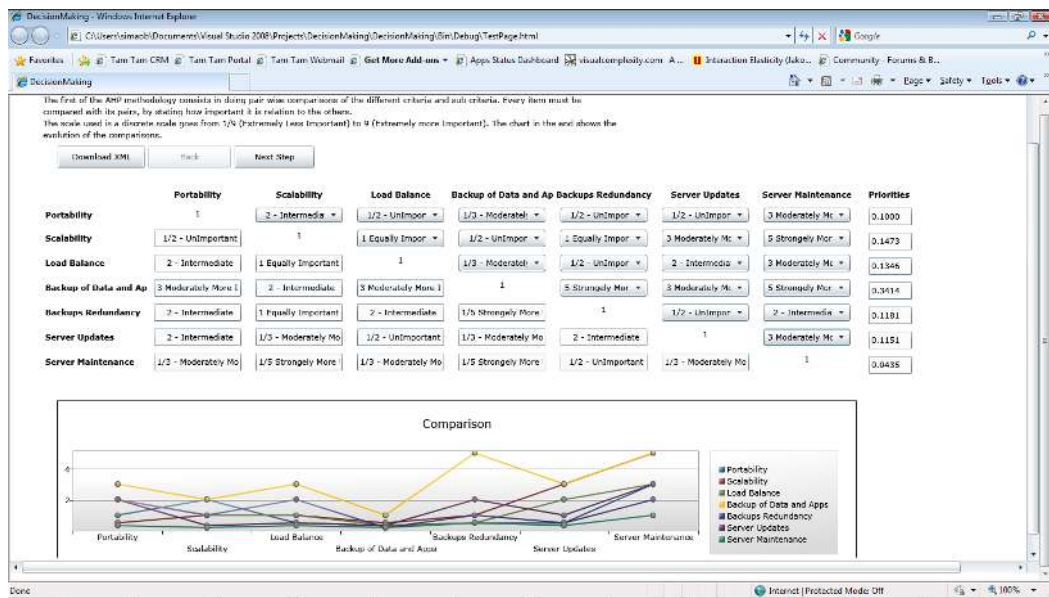 DecisionMaking - Windows Internet Explorer
C:\Users\simaob\Documents\Visual Studio 2008\Projects\DecisionMaking\DecisionMaking\Bin\Debug\TestPage.html
Google
Favorites Tam Tam CRM Tam Tam Portal Tam Tam Webmail Get More Add-ons Apps Status Dashboard visualcomplexity.com A... Interaction Elasticity (Jako... Community Forums & B...
DecisionMaking
Page Safety Tools
The first of the AHP methodology consists in doing pair wise comparisons of the different criteria and sub criteria. Every item must be
compared with its pairs, by stating how important it is relation to the others.
The scale used is a discrete scale goes from 1/9 (Extremely Less Important) to 9 (Extremely more Important). The chart in the end shows the
evolution of the comparisons.
Download XML Back Next Step
Portability Scalability Load Balance Backup of Data and Ap Backups Redundancy Server Updates Server Maintenance Priorities
Portability 1 2 - Intermedia 1/2 - UnImpor 1/3 - Moderatel 1/2 - UnImpor 1/2 - UnImpor 3 Moderately Mc 0.1000
Scalability 1/2 - UnImportant 1 1 Equally Impor 1/2 - UnImpor 1 Equally Impor 3 Moderately Mc 5 Strongely Mor 0.1473
Load Balance 2 - Intermediate 1 Equally Important 1 1/3 - Moderatel 1/2 - UnImpor 2 - Intermedia 3 Moderately Mc 0.1346
Backup of Data and Ap 3 Moderately More I 2 - Intermediate 3 Moderately More I 1 5 Strongely Mor 3 Moderately Mc 5 Strongely Mor 0.3414
Backups Redundancy 2 - Intermediate 1 Equally Important 2 - Intermediate 1/5 Strongely More 1 1/2 - UnImpor 2 - Intermedia 0.1181
Server Updates 2 - Intermediate 1/3 - Moderately Mo 1/2 - UnImportant 1/3 - Moderately Mo 2 - Intermediate 1 3 Moderately Mc 0.1151
Server Maintenance 1/3 - Moderately Mo 1/5 Strongely More 1/3 - Moderately Mo 1/5 Strongely More 1/2 - UnImportant 1/3 - Moderately Mo 1 0.0435
Comparison
4
2
Portability Load Balance Backups Redundancy Server Maintenance
Scalability Backup of Data and Apps Server Updates
Portability
Scalability
Load Balance
Backup of Data and Apps
Backups Redundancy
Server Updates
Server Maintenance
Done Internet | Protected Mode: Off 100%